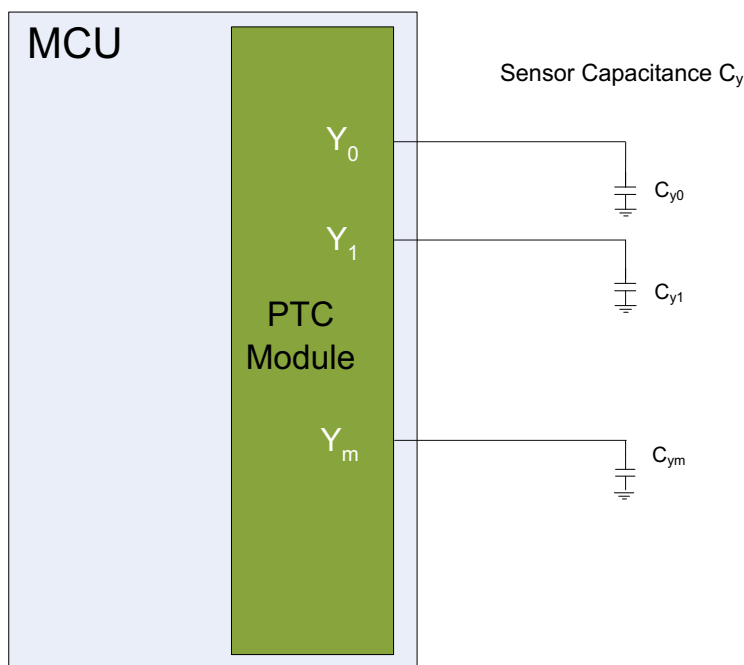 MCU
Sensor Capacitance Cy
Y0
Cy0
Y1
Cy1
PTC
Module
Ym
Cym